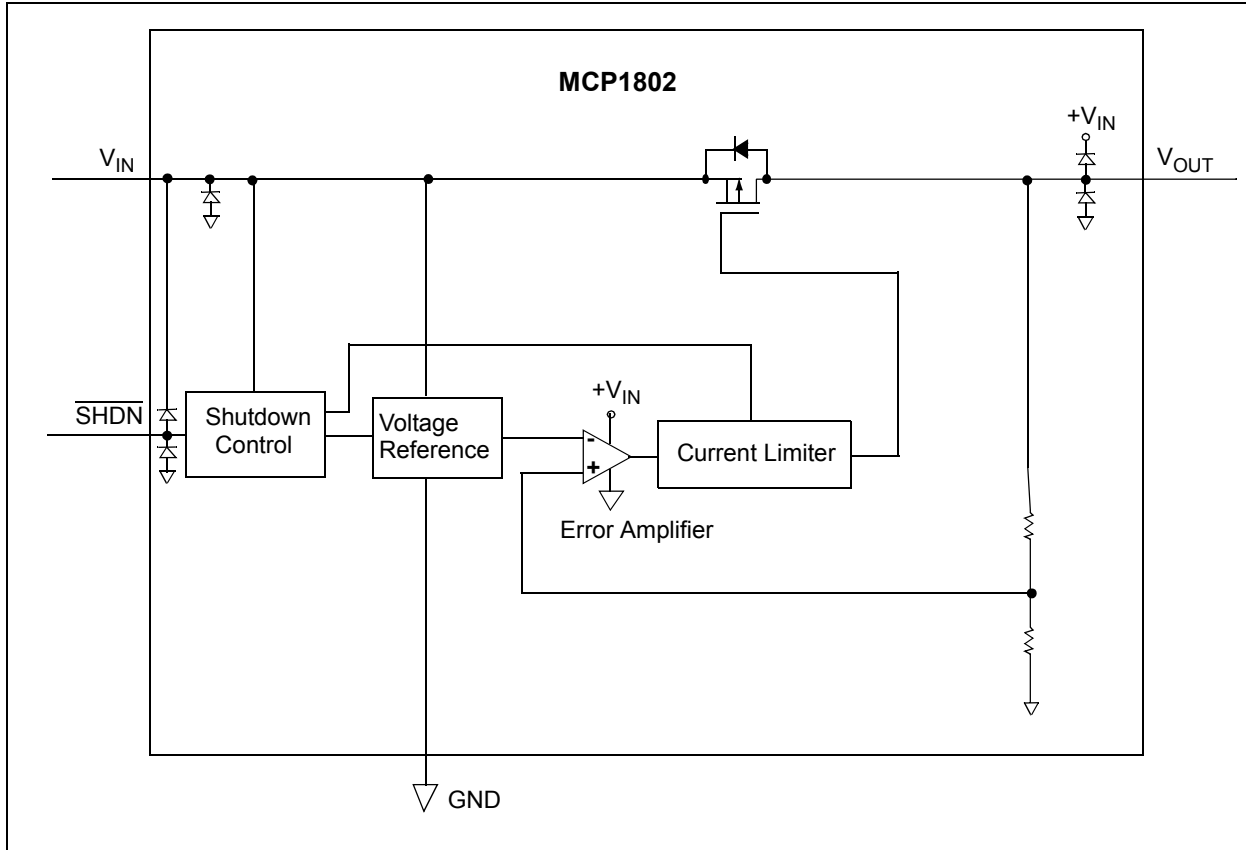 MCP1802
+VIN
VIN
VOUT
SHDN
Shutdown
Control
Voltage
Reference
+VIN
-
+
Current Limiter
Error Amplifier
GND